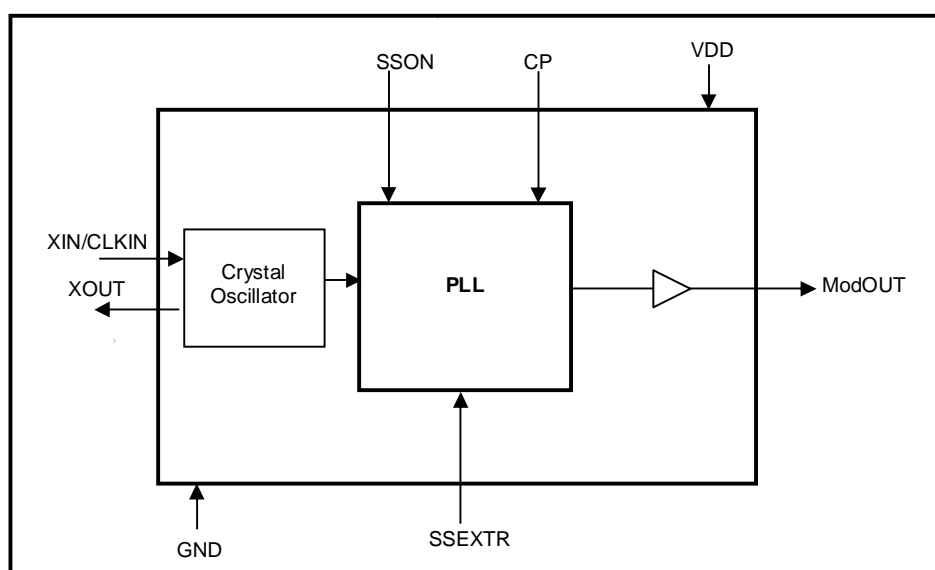 VDD
SSON
CP
XIN/CLKIN
Crystal
Oscillator
XOUT
PLL
ModOUT
GND
SSEXTR